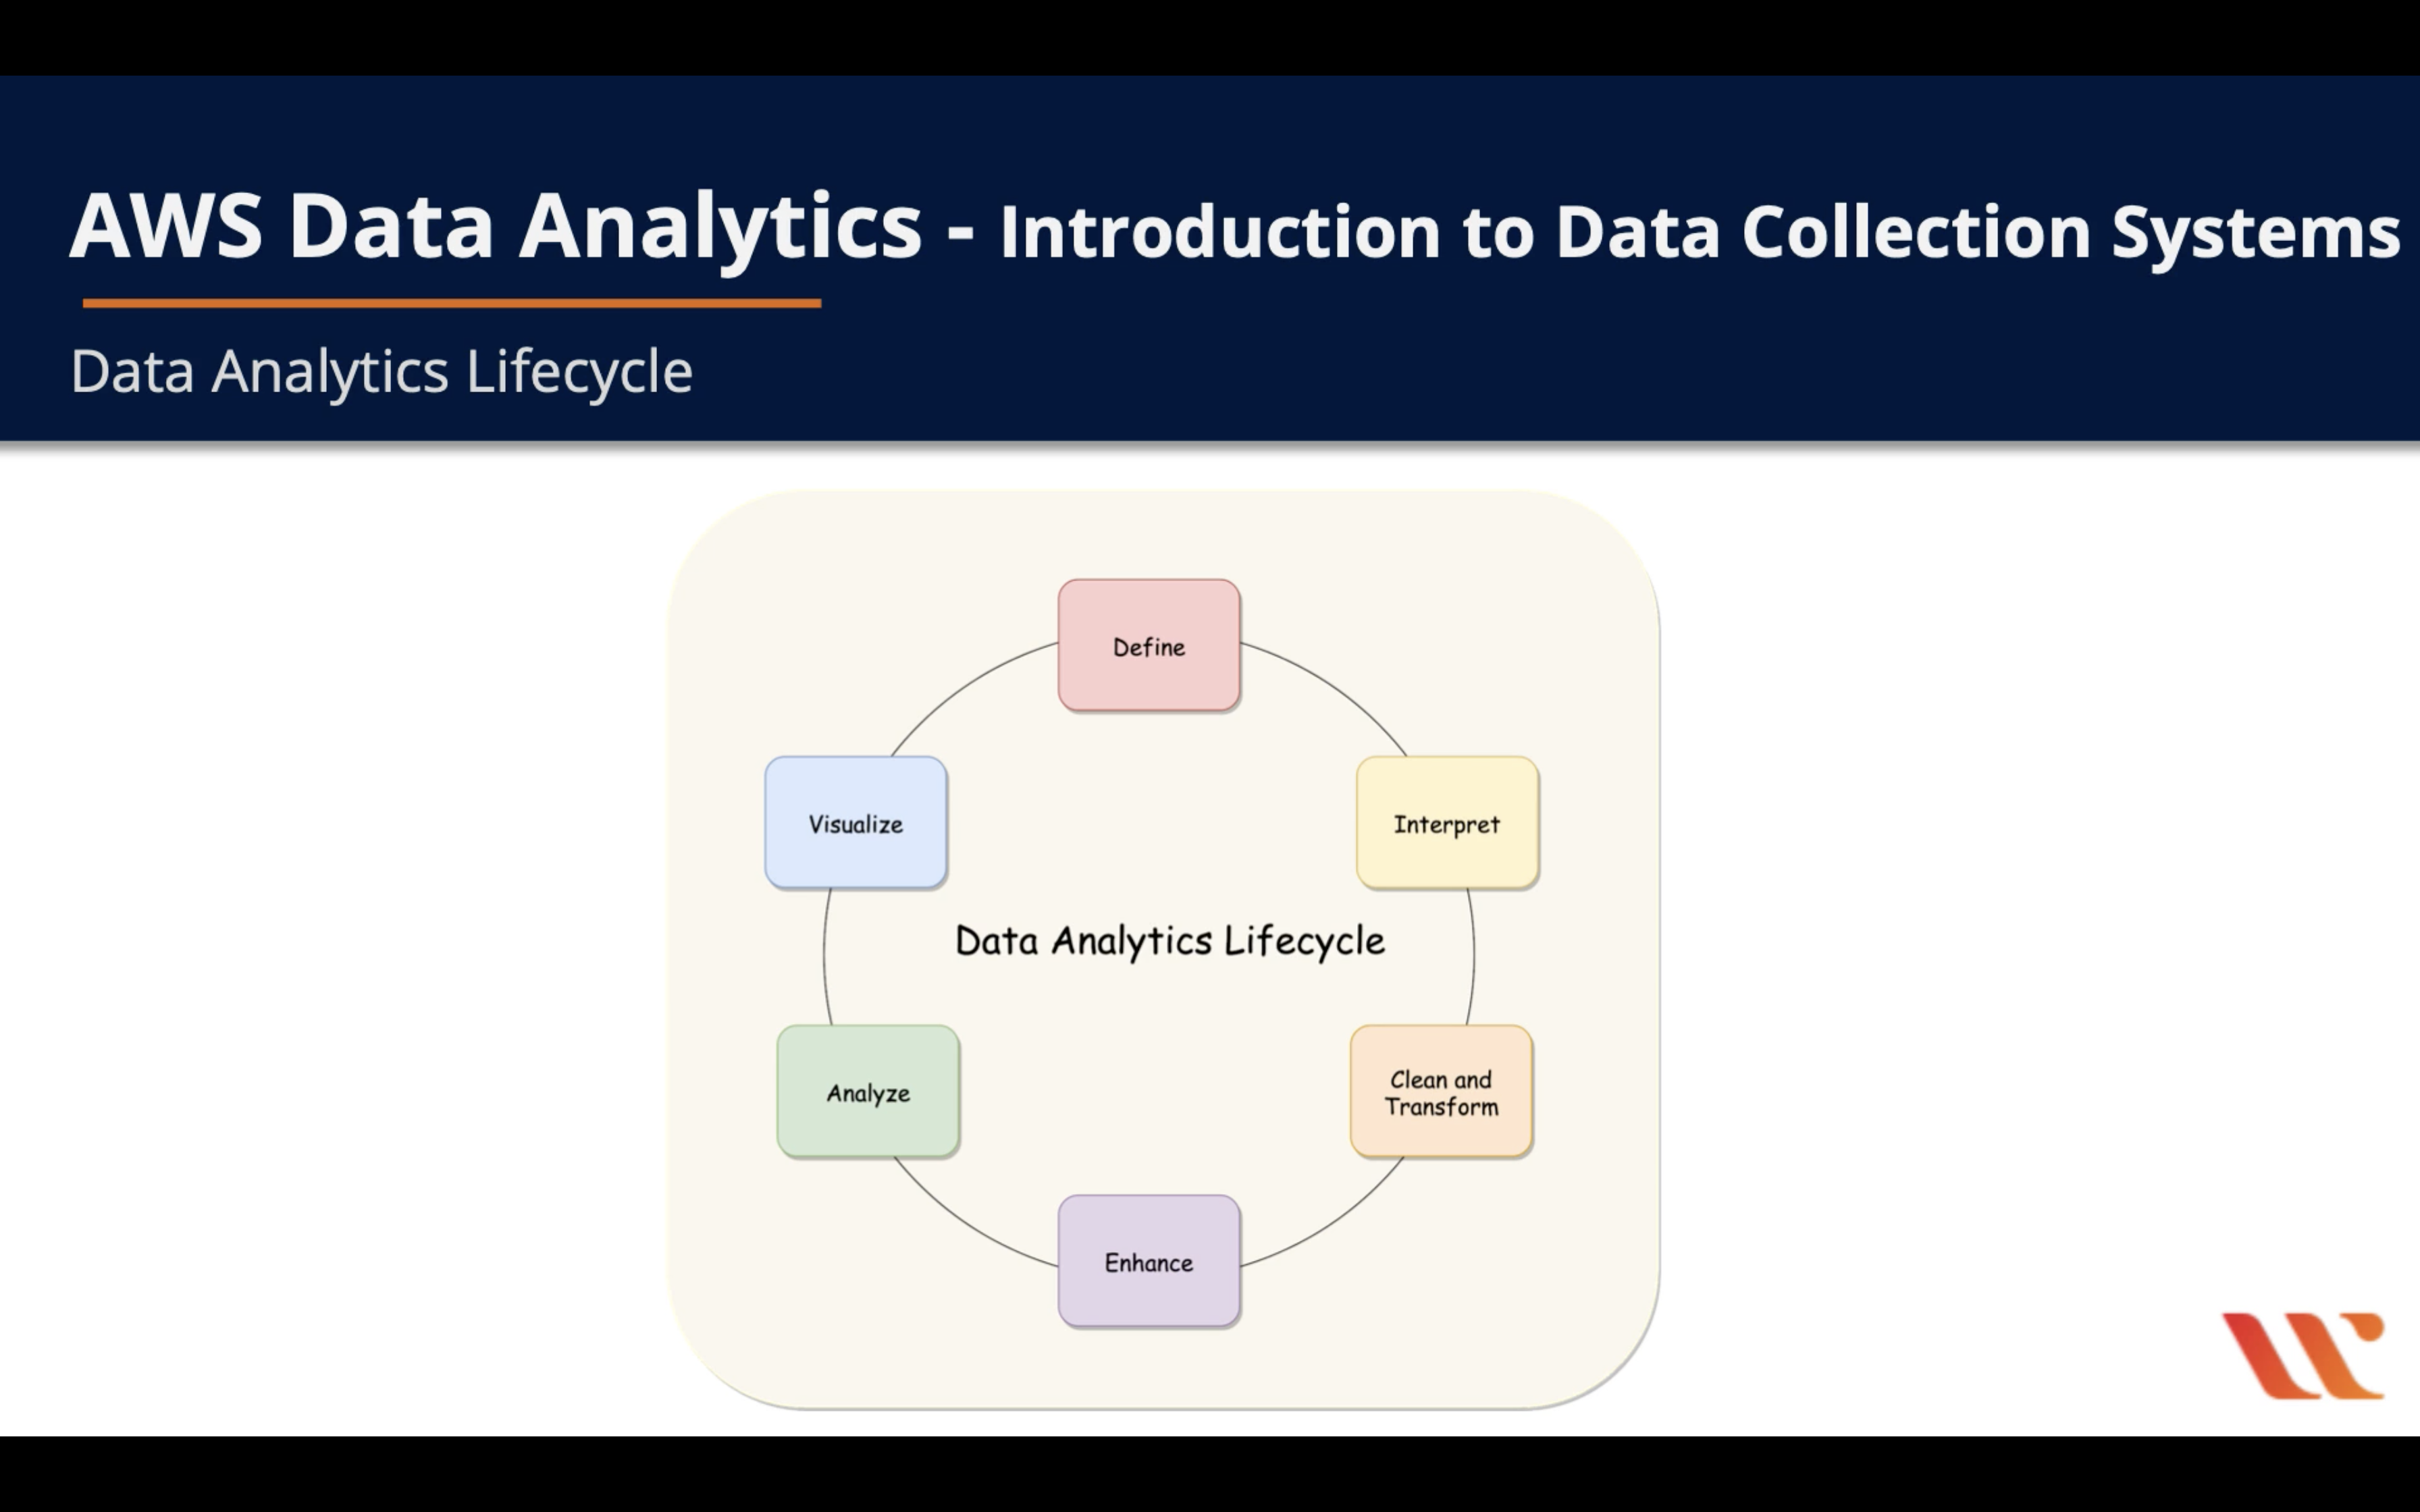 AWS Data Analytics - Introduction to Data Collection Systems
Data Analytics Lifecycle
Define
Visualize
Interpret
Data Analytics Lifecycle
Analyze
Clean and
Transform
Enhance